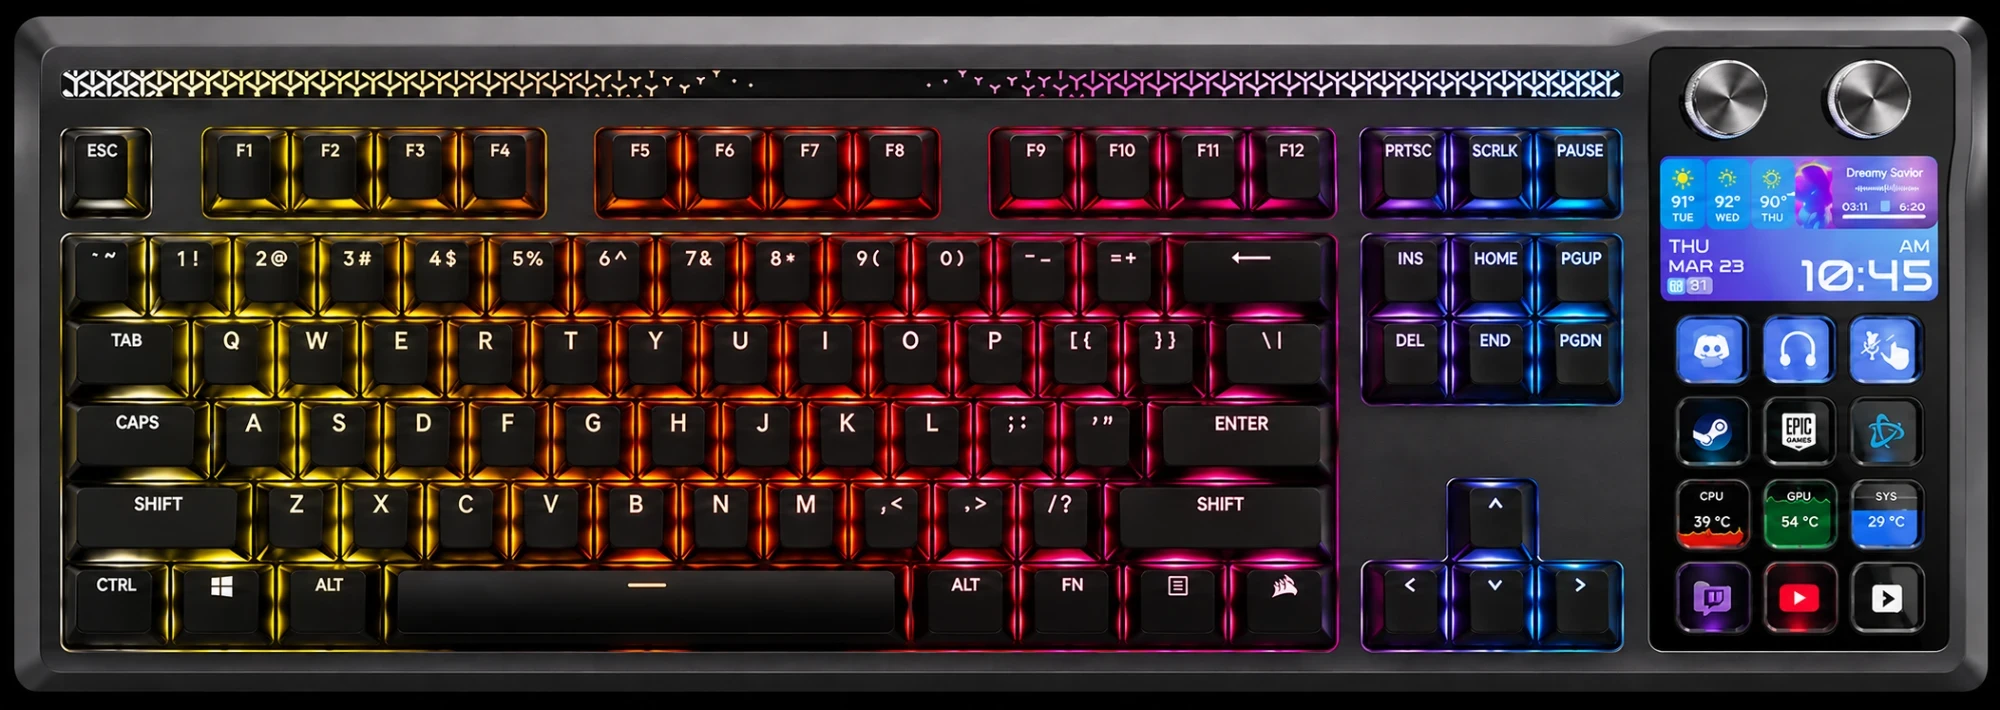 ESC F1 F2 F3 F4 F5 F6 F7 F8 F9 F10 F11 F12 PRTSC SCRLK PAUSE
` ~ 1 ! 2 @ 3 # 4 $ 5 % 6 ^ 7 & 8 * 9 ( 0 ) - _ = + ← INS HOME PGUP
TAB Q W E R T Y U I O P [ { } } \ | DEL END PGDN
CAPS A S D F G H J K L ; : ' " ENTER
SHIFT Z X C V B N M , < . > / ? SHIFT ^
CTRL ALT — ALT FN < v >
91° 92° 90°
TUE WED THU
Dreamy Savior
03:11 6:20
THU AM
MAR 23 10:45
31
EPIC
GAMES
CPU GPU SYS
39 °C 54 °C 29 °C